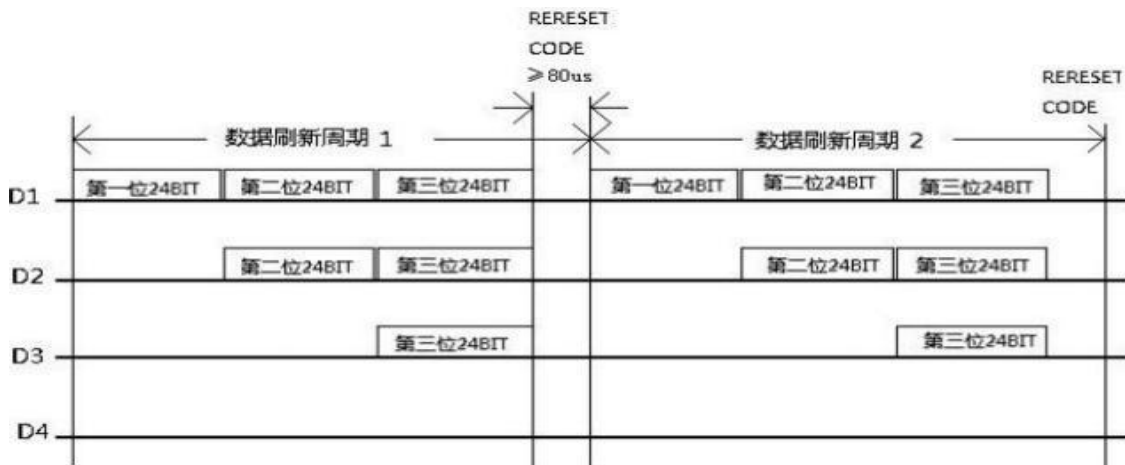 RERESET
CODE
≥80us
RERESET
CODE
数据刷新周期 1
数据刷新周期 2
D1 第一位24BIT 第二位24BIT 第三位24BIT 第一位24BIT 第二位24BIT 第三位24BIT
D2 第二位24BIT 第三位24BIT 第二位24BIT 第三位24BIT
D3 第三位24BIT 第三位24BIT
D4